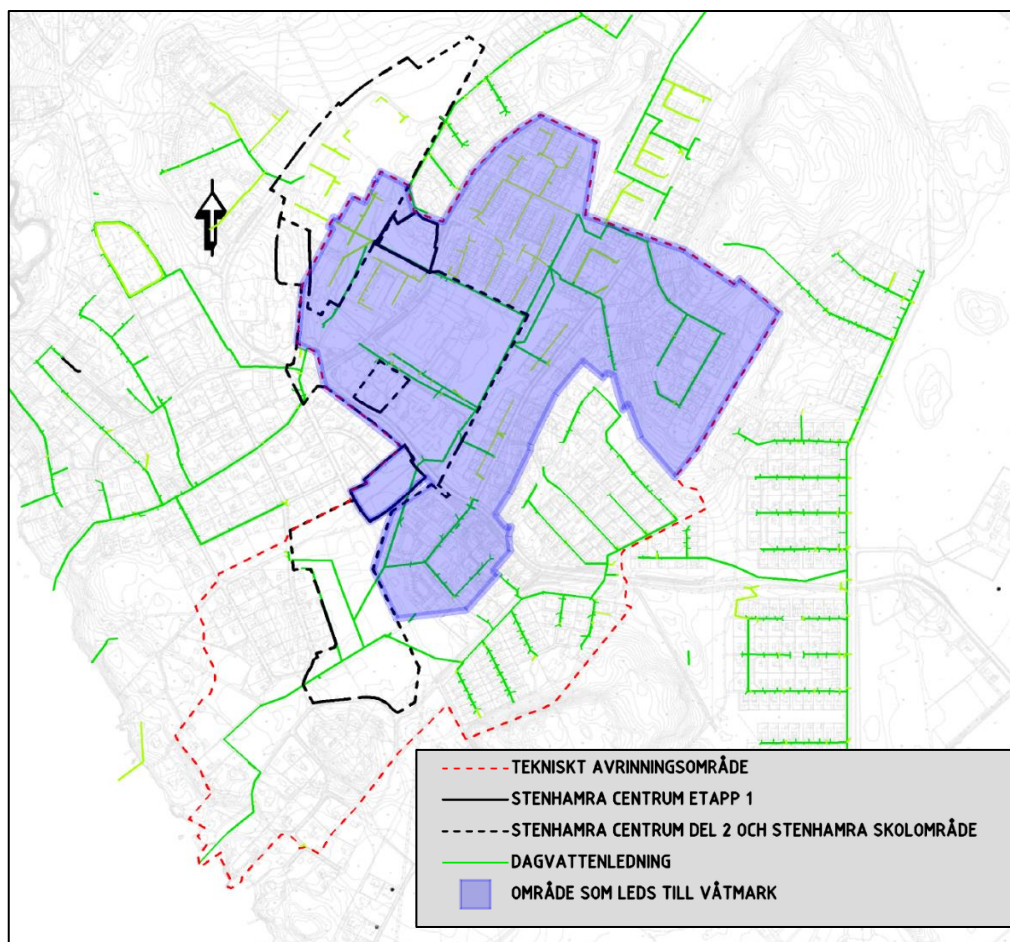 TEKNISKT AVRINNINGSOMRÅDE
STENHAMRA CENTRUM ETAPP 1
STENHAMRA CENTRUM DEL 2 OCH STENHAMRA SKOLOMRÅDE
DAGVATTENLEDNING
OMRÅDE SOM LEDS TILL VÅTMARK